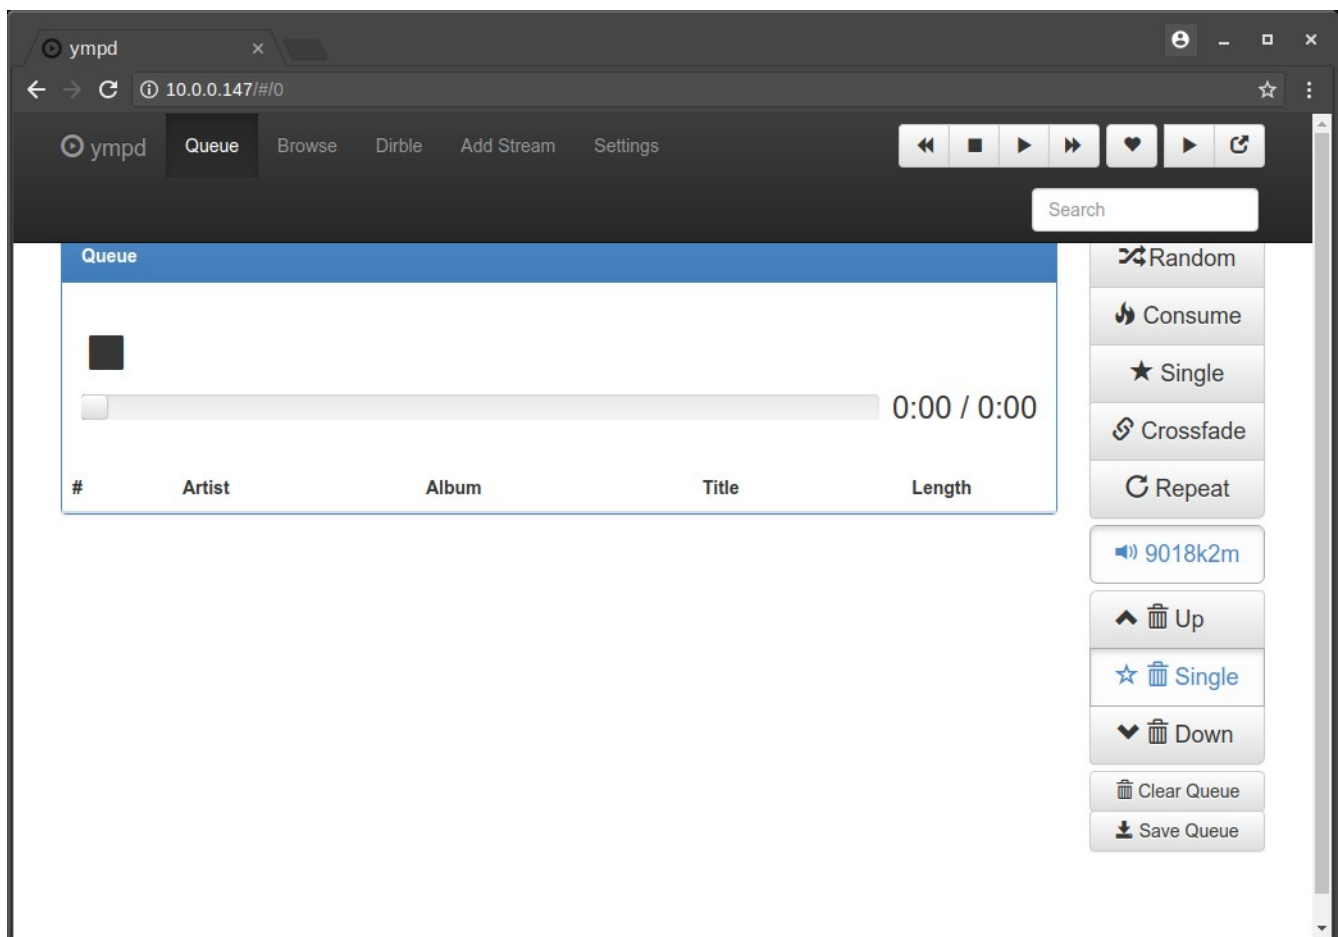 ympd
10.0.0.147/#/0
ympd Queue Browse Dirble Add Stream Settings
Search
Queue
0:00 / 0:00
# Artist Album Title Length
Random
Consume
Single
Crossfade
Repeat
9018k2m
Up
Single
Down
Clear Queue
Save Queue